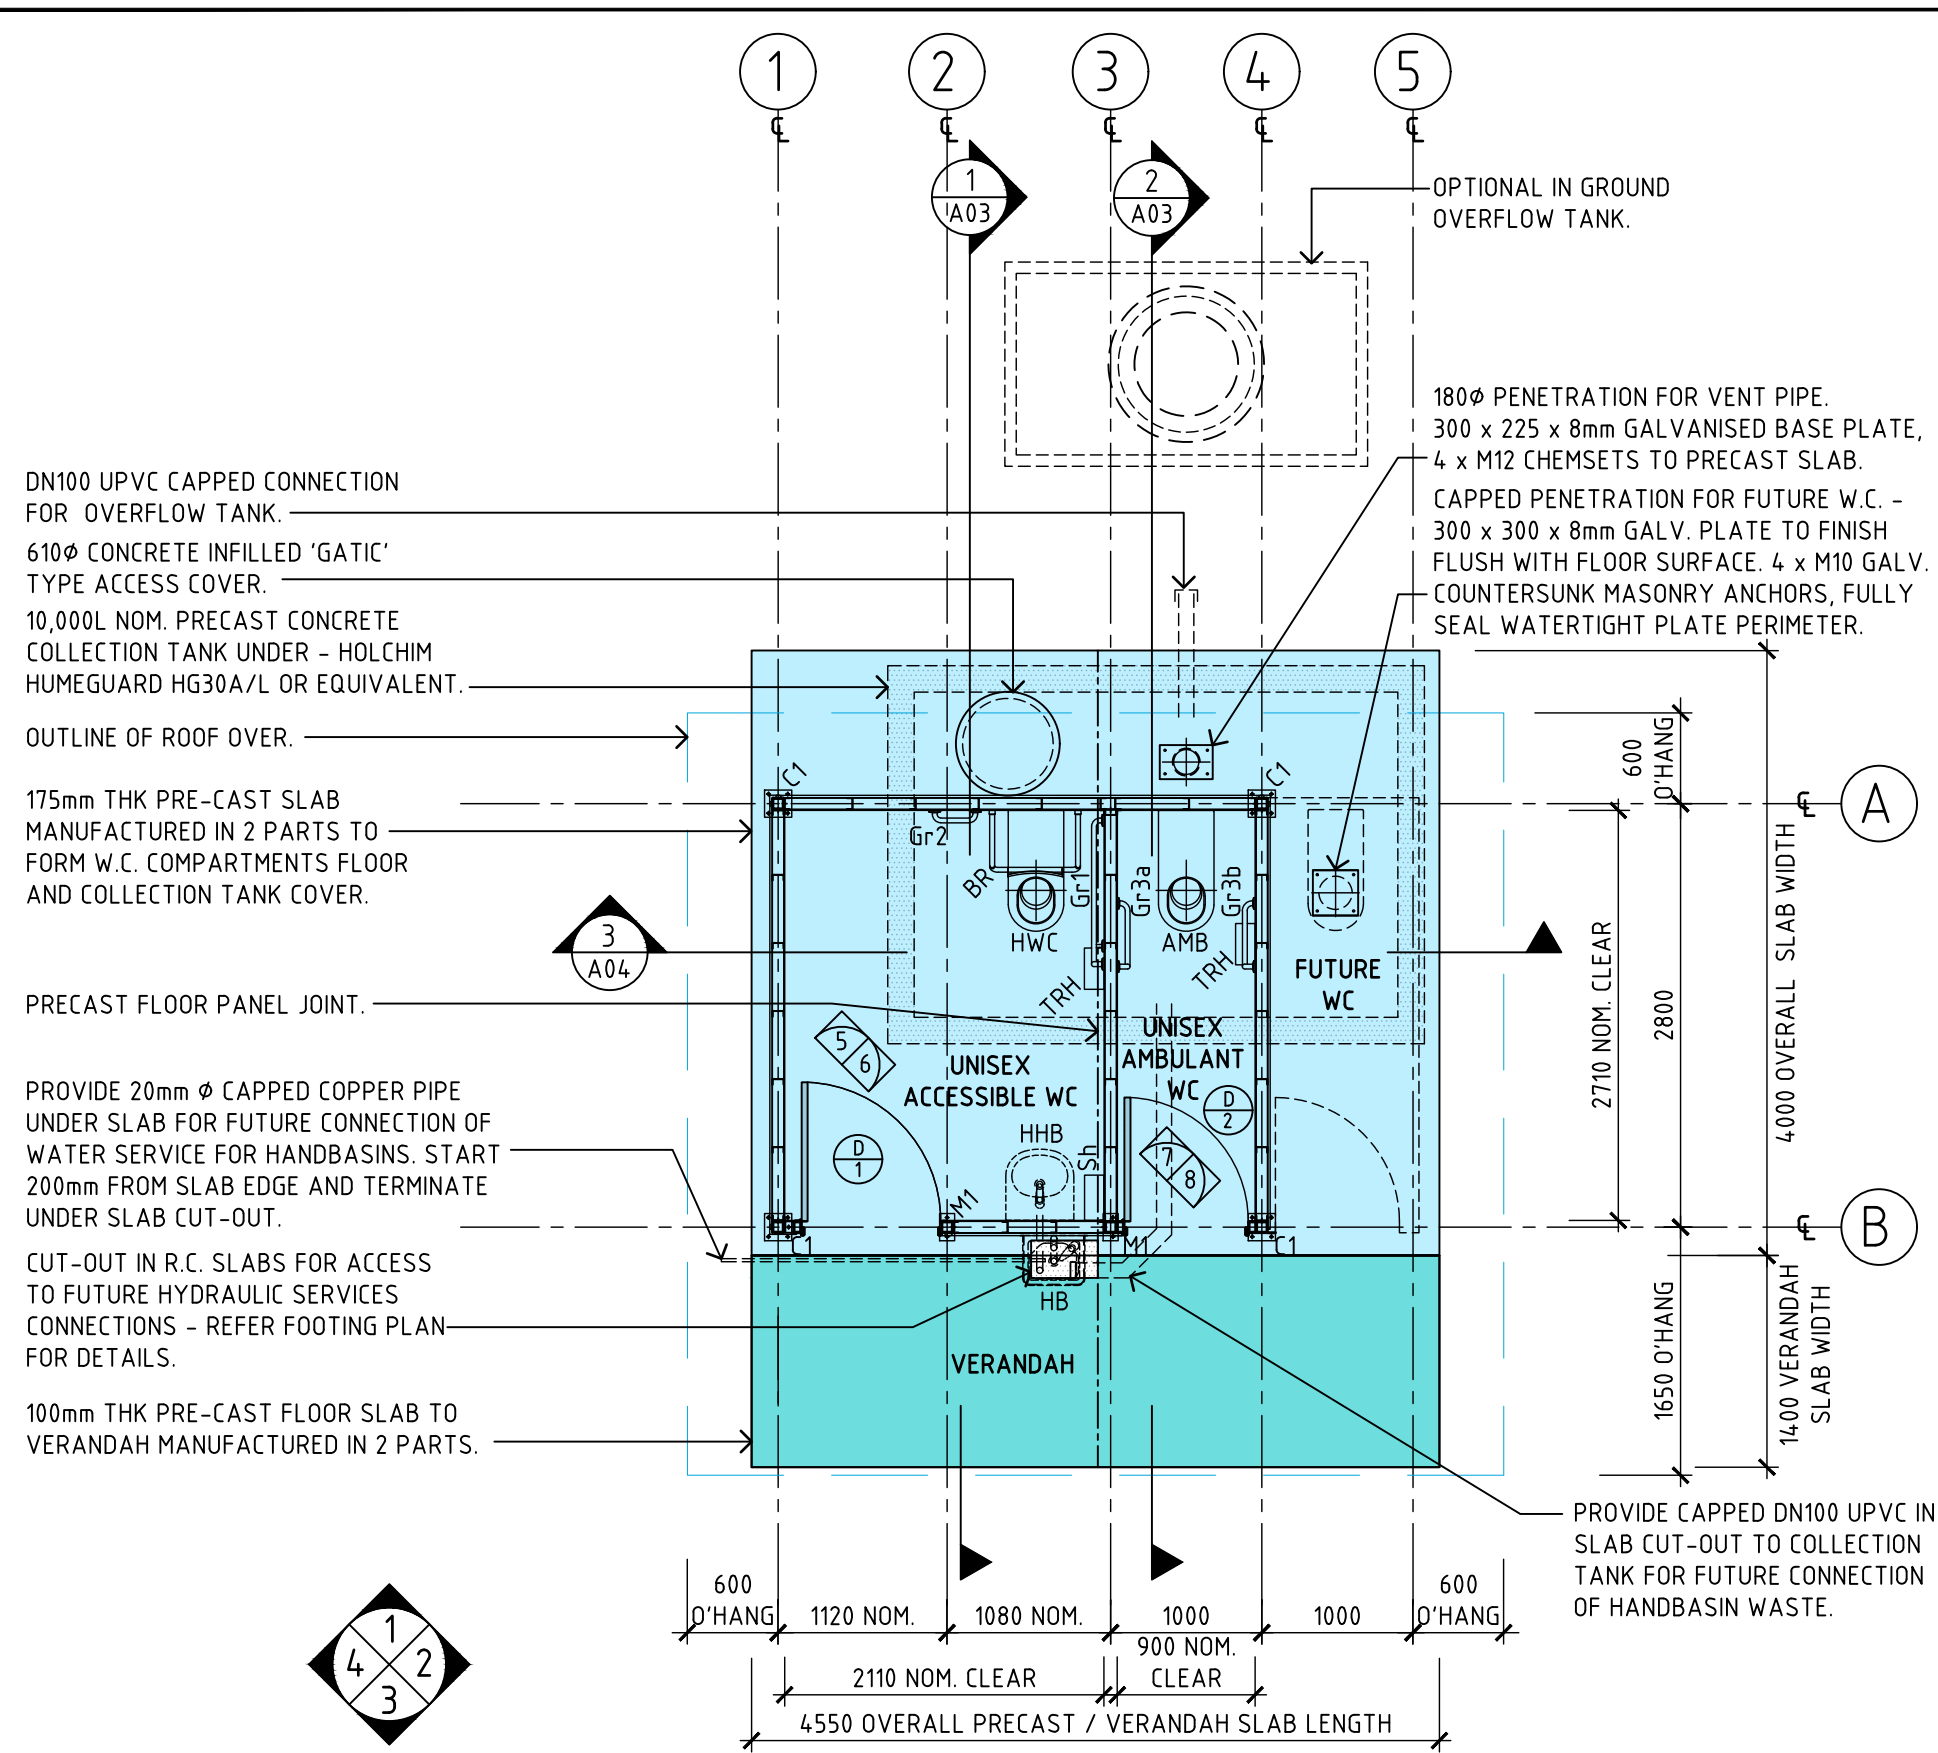 1
2
3
4
5
℄
℄
℄
℄
℄
1
A03
2
A03
OPTIONAL IN GROUND
OVERFLOW TANK.
180Ø PENETRATION FOR VENT PIPE.
300 x 225 x 8mm GALVANISED BASE PLATE,
4 x M12 CHEMSETS TO PRECAST SLAB.
CAPPED PENETRATION FOR FUTURE W.C. –
300 x 300 x 8mm GALV. PLATE TO FINISH
FLUSH WITH FLOOR SURFACE. 4 x M10 GALV.
COUNTERSUNK MASONRY ANCHORS, FULLY
SEAL WATERTIGHT PLATE PERIMETER.
DN100 UPVC CAPPED CONNECTION
FOR OVERFLOW TANK.
610Ø CONCRETE INFILLED 'GATIC'
TYPE ACCESS COVER.
10,000L NOM. PRECAST CONCRETE
COLLECTION TANK UNDER – HOLCHIM
HUMEGUARD HG30A/L OR EQUIVALENT.
OUTLINE OF ROOF OVER.
175mm THK PRE-CAST SLAB
MANUFACTURED IN 2 PARTS TO
FORM W.C. COMPARTMENTS FLOOR
AND COLLECTION TANK COVER.
PRECAST FLOOR PANEL JOINT.
PROVIDE 20mm Ø CAPPED COPPER PIPE
UNDER SLAB FOR FUTURE CONNECTION OF
WATER SERVICE FOR HANDBASINS. START
200mm FROM SLAB EDGE AND TERMINATE
UNDER SLAB CUT-OUT.
CUT-OUT IN R.C. SLABS FOR ACCESS
TO FUTURE HYDRAULIC SERVICES
CONNECTIONS – REFER FOOTING PLAN
FOR DETAILS.
100mm THK PRE-CAST FLOOR SLAB TO
VERANDAH MANUFACTURED IN 2 PARTS.
C1
C1
Gr2
BR
Gr1
Gr3a
Gr3b
HWC
AMB
TRH
TRH
3
A04
FUTURE
WC
UNISEX
AMBULANT
WC
UNISEX
ACCESSIBLE WC
5
6
D
1
D
2
7
8
HHB
Sh
M1
C1
M1
C1
HB
VERANDAH
600
O'HANG
℄
A
2710 NOM. CLEAR
2800
4000 OVERALL SLAB WIDTH
℄
B
1650 O'HANG
1400 VERANDAH
SLAB WIDTH
PROVIDE CAPPED DN100 UPVC IN
SLAB CUT-OUT TO COLLECTION
TANK FOR FUTURE CONNECTION
OF HANDBASIN WASTE.
600
O'HANG
1120 NOM.
1080 NOM.
1000
1000
600
O'HANG
900 NOM.
CLEAR
2110 NOM. CLEAR
4550 OVERALL PRECAST / VERANDAH SLAB LENGTH
1
4
2
3